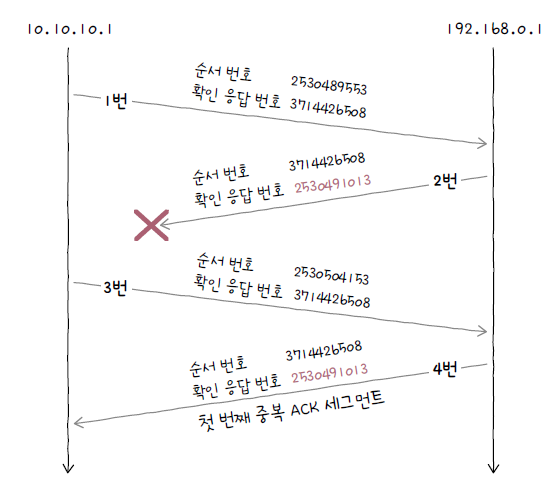 10.10.10.1
192.168.0.1
순서 번호 2530489553
확인 응답 번호 3714426508
1번
순서 번호 3714426508
확인 응답 번호 2530491013
2번
순서 번호 2530504153
확인 응답 번호 3714426508
3번
순서 번호 3714426508
확인 응답 번호 2530491013
4번
첫 번째 중복 ACK 세그먼트